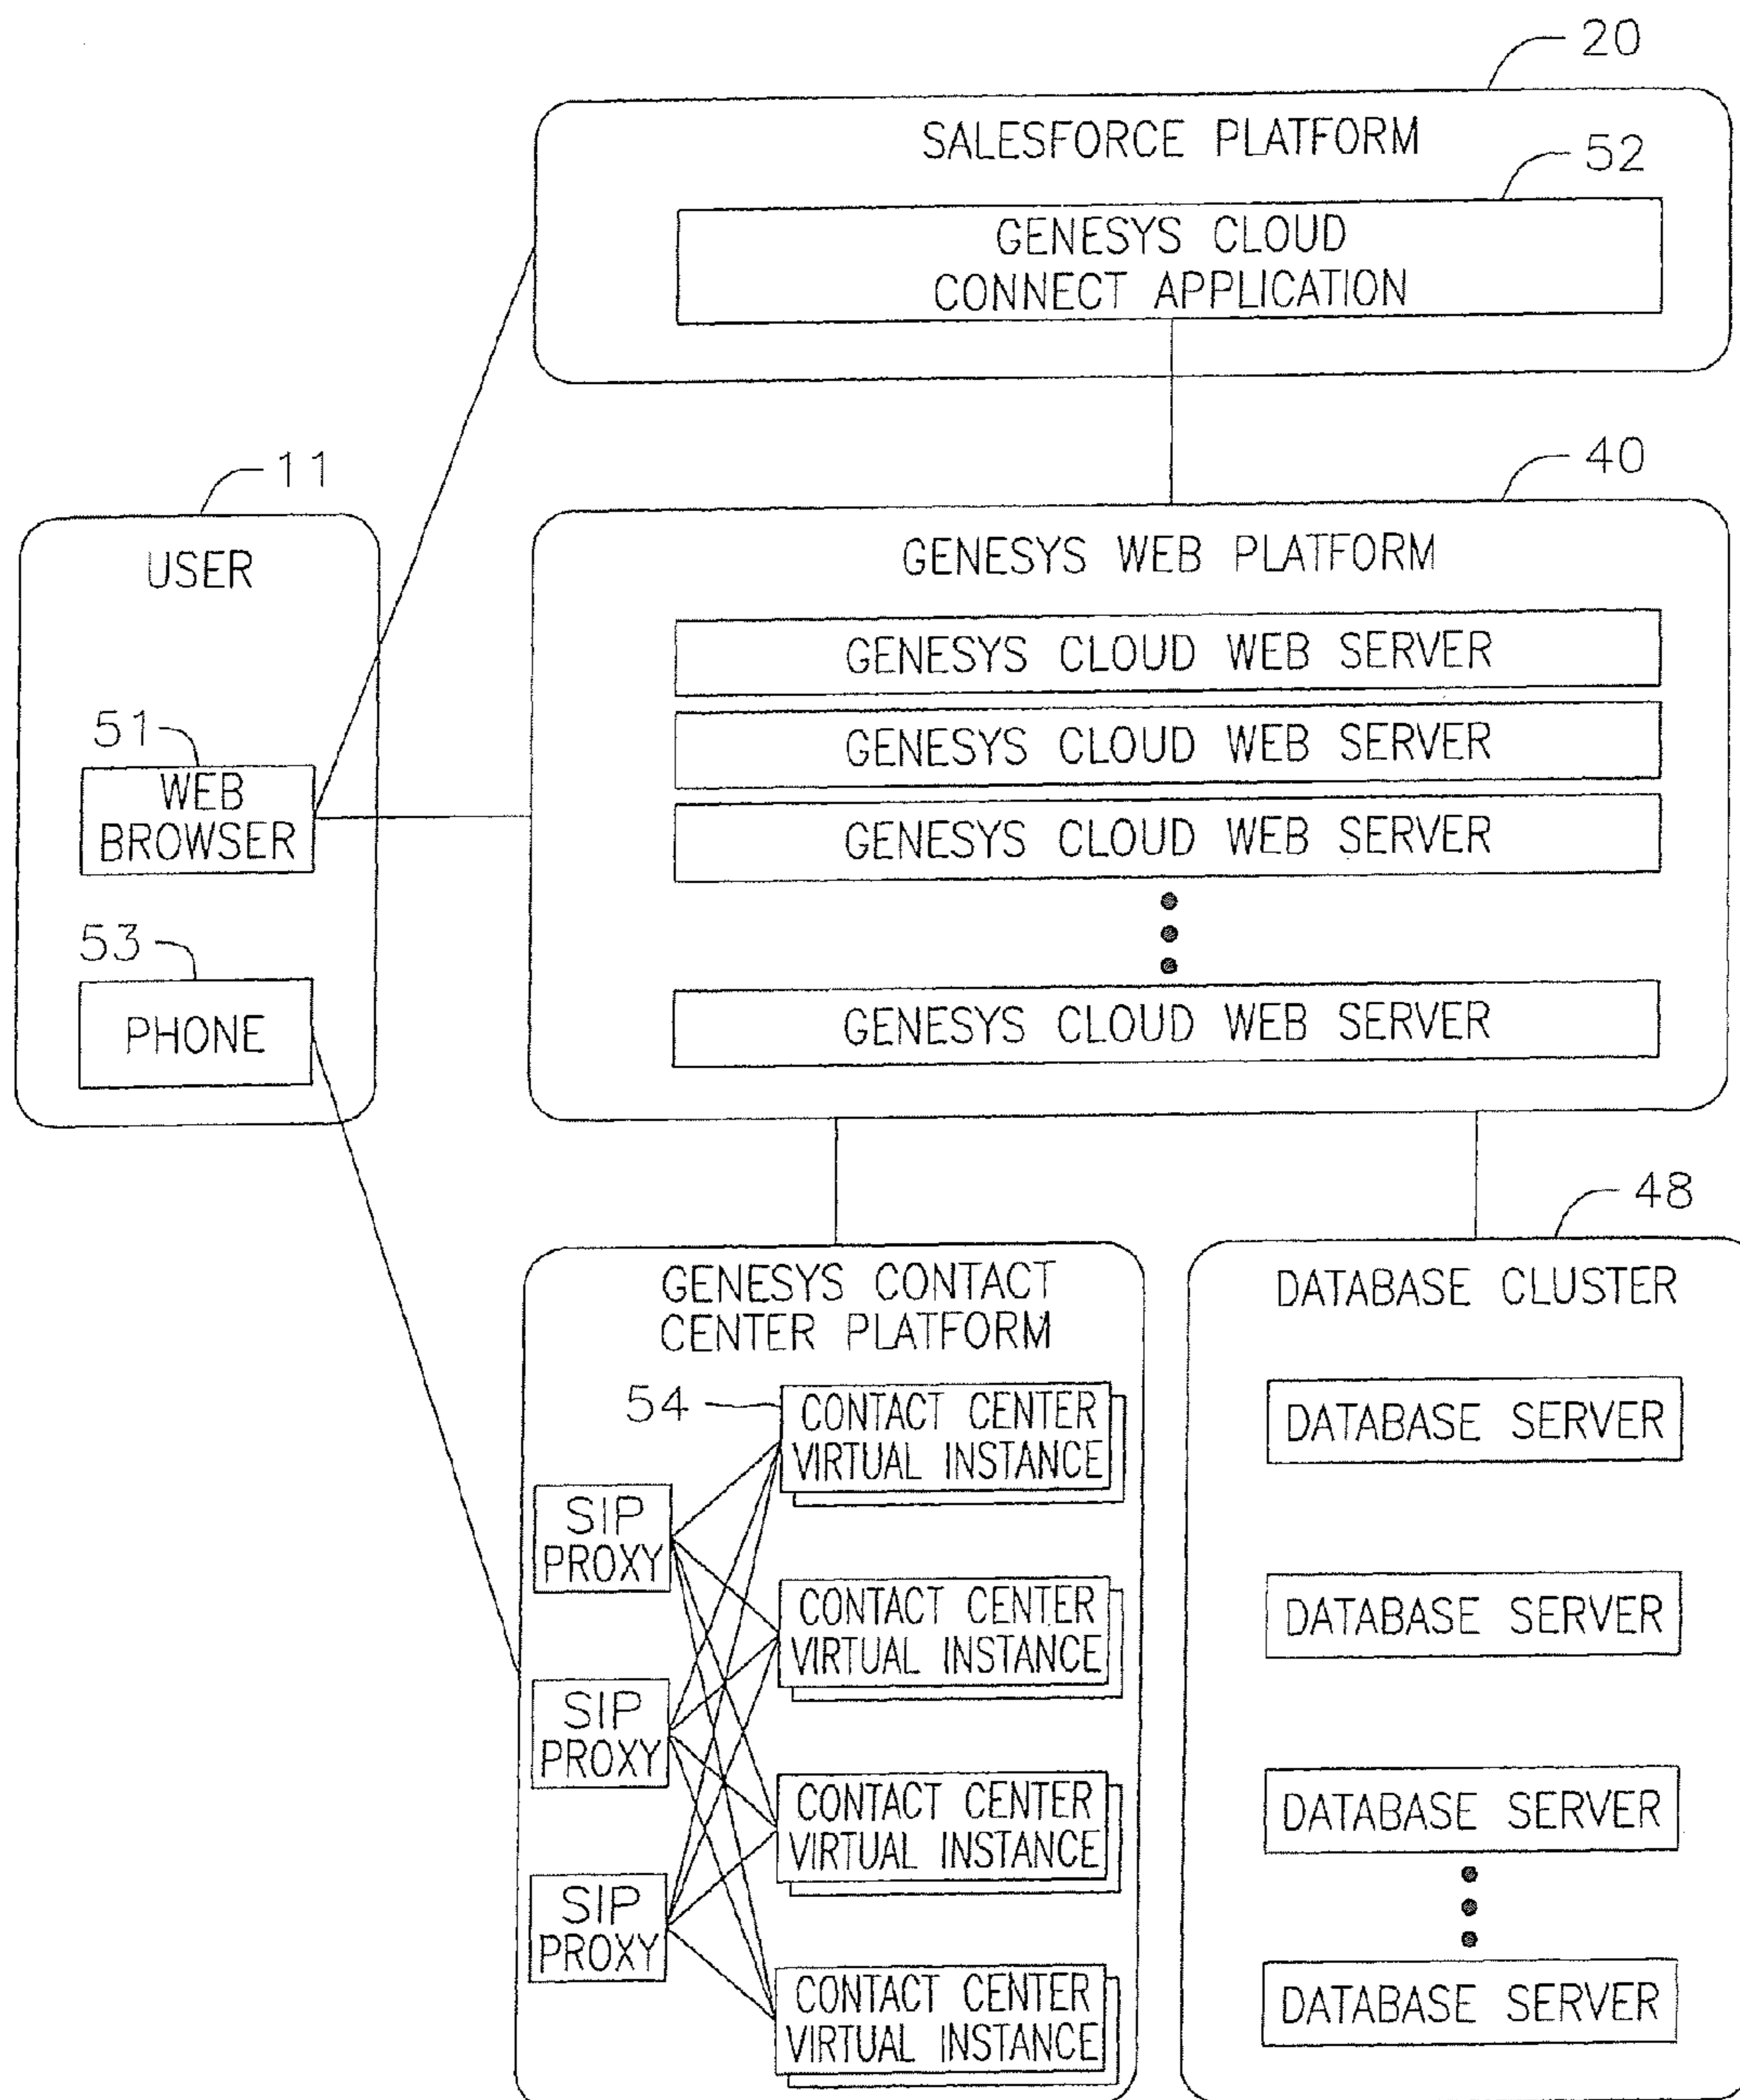 20
SALESFORCE PLATFORM
52
GENESYS CLOUD
CONNECT APPLICATION
11
40
USER
GENESYS WEB PLATFORM
GENESYS CLOUD WEB SERVER
51
GENESYS CLOUD WEB SERVER
WEB
BROWSER
GENESYS CLOUD WEB SERVER
53
PHONE
GENESYS CLOUD WEB SERVER
48
GENESYS CONTACT
CENTER PLATFORM
DATABASE CLUSTER
54
CONTACT CENTER
VIRTUAL INSTANCE
DATABASE SERVER
SIP
PROXY
CONTACT CENTER
VIRTUAL INSTANCE
DATABASE SERVER
SIP
PROXY
CONTACT CENTER
VIRTUAL INSTANCE
DATABASE SERVER
SIP
PROXY
CONTACT CENTER
VIRTUAL INSTANCE
DATABASE SERVER